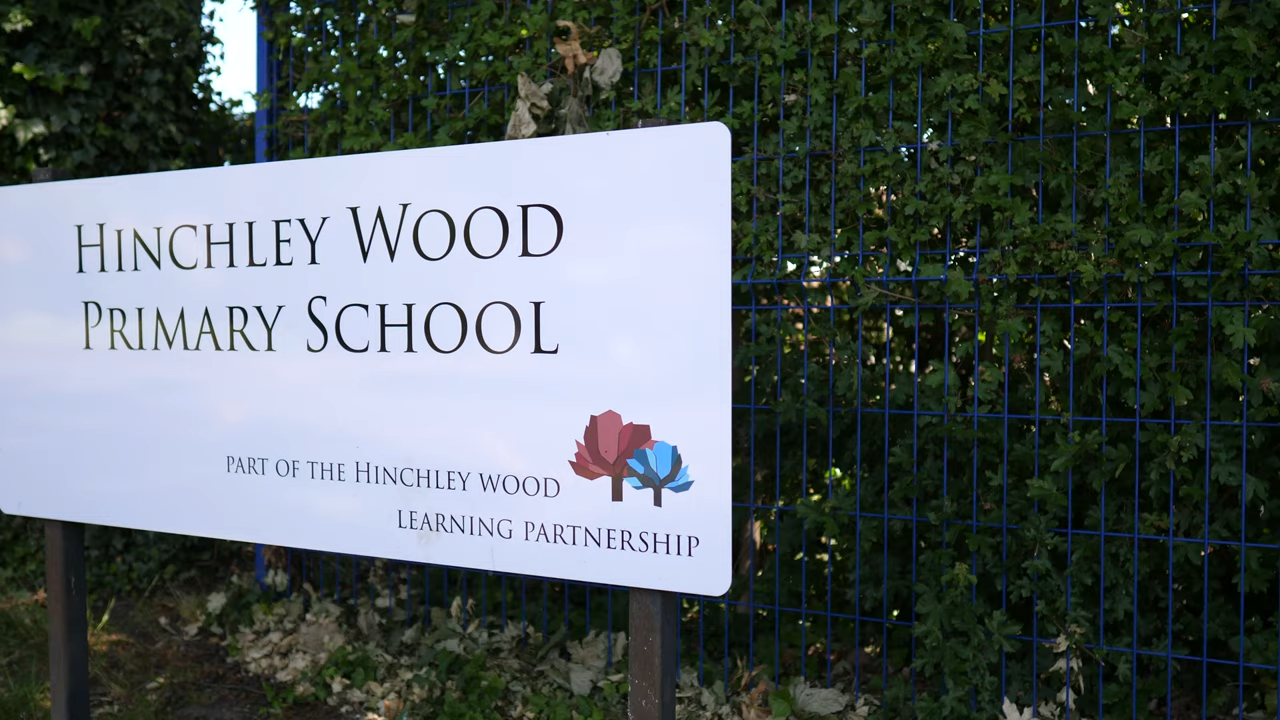 Hinchley Wood
Primary School
part of the Hinchley Wood
learning partnership